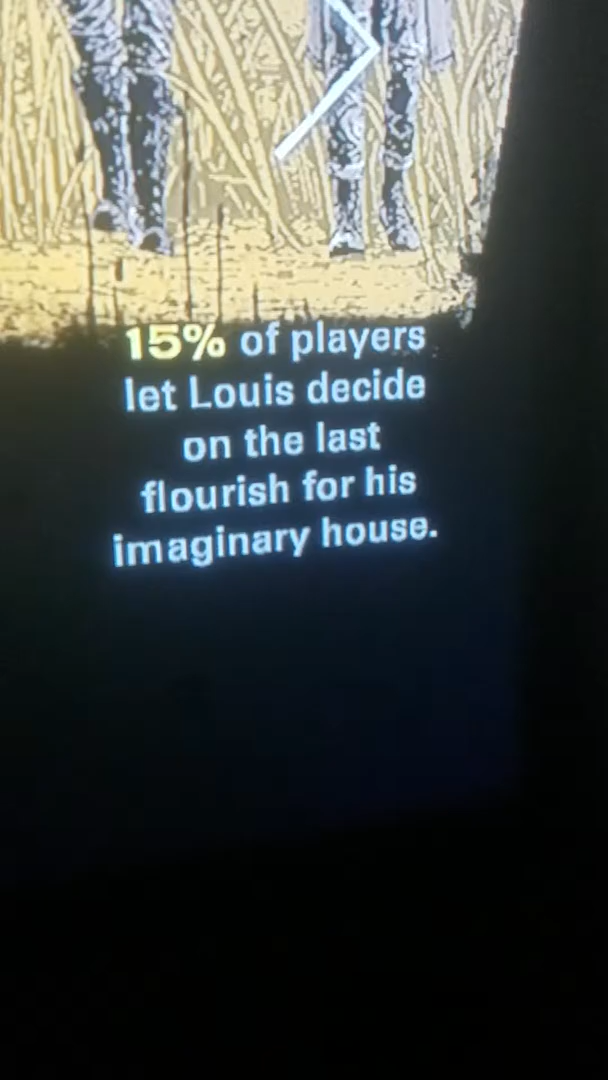 15% of players
let Louis decide
on the last
flourish for his
imaginary house.